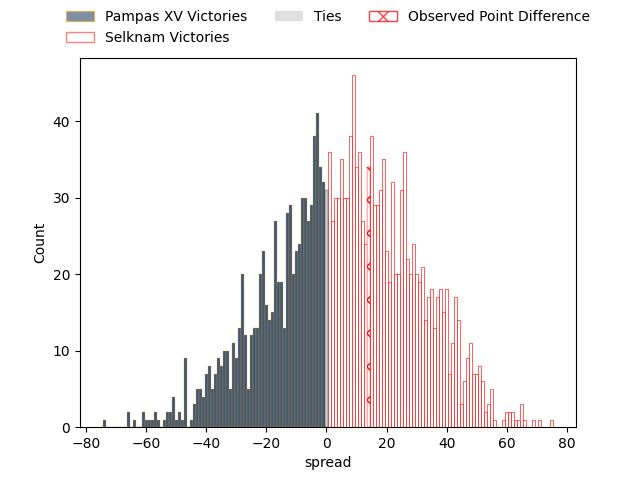 Pampas XV Victories
Ties
Observed Point Difference
Selknam Victories
Count
40
30
20
10
0
−80
−60
−40
−20
0
20
40
60
80
spread